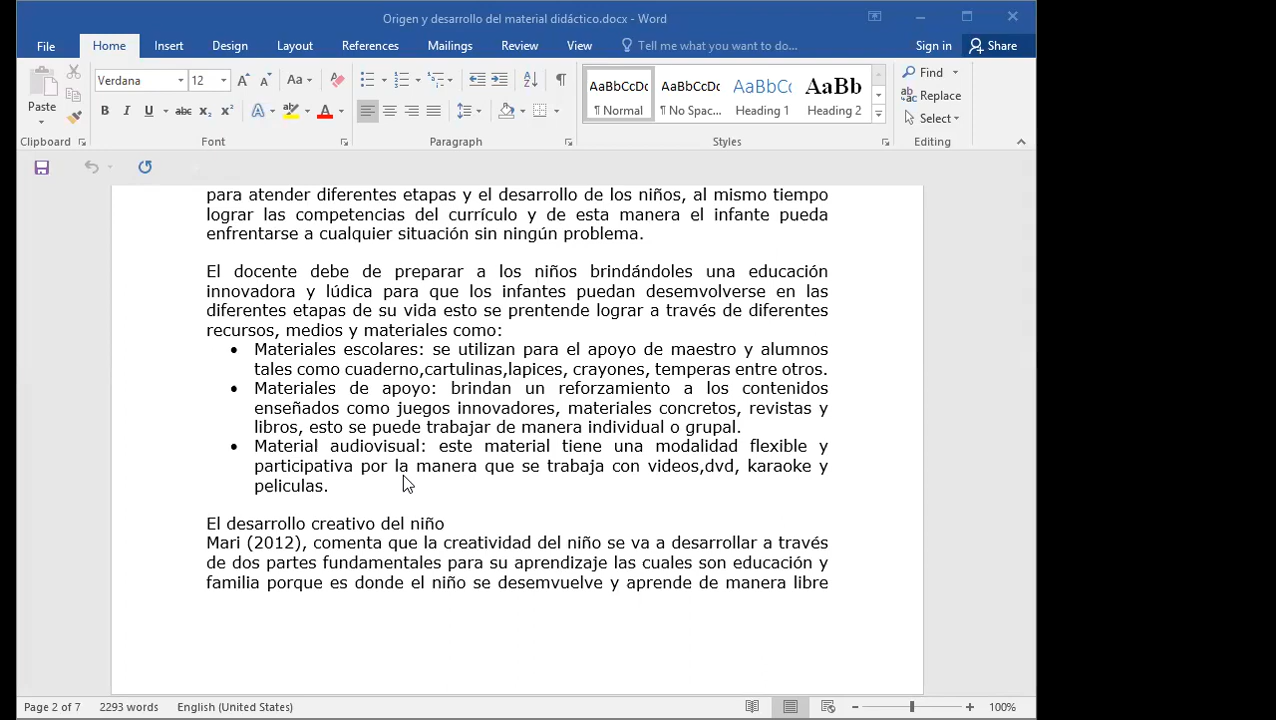 Origen y desarrollo del material didáctico.docx - Word
File Home Insert Design Layout References Mailings Review View Tell me what you want to do... Sign in Share
Verdana 12 Aa
AaBbCcDc AaBbCcDc AaBbCc AaBb
Find
Paste
Replace
B I U abc x₂ x² A ab A
¶ Normal ¶ No Spac... Heading 1 Heading 2
Select
Clipboard Font Paragraph Styles Editing
para atender diferentes etapas y el desarrollo de los niños, al mismo tiempo
lograr las competencias del currículo y de esta manera el infante pueda
enfrentarse a cualquier situación sin ningún problema.
El docente debe de preparar a los niños brindándoles una educación
innovadora y lúdica para que los infantes puedan desemvolverse en las
diferentes etapas de su vida esto se prentende lograr a través de diferentes
recursos, medios y materiales como:
• Materiales escolares: se utilizan para el apoyo de maestro y alumnos
tales como cuaderno,cartulinas,lapices, crayones, temperas entre otros.
• Materiales de apoyo: brindan un reforzamiento a los contenidos
enseñados como juegos innovadores, materiales concretos, revistas y
libros, esto se puede trabajar de manera individual o grupal.
• Material audiovisual: este material tiene una modalidad flexible y
participativa por la manera que se trabaja con videos,dvd, karaoke y
peliculas.
El desarrollo creativo del niño
Mari (2012), comenta que la creatividad del niño se va a desarrollar a través
de dos partes fundamentales para su aprendizaje las cuales son educación y
familia porque es donde el niño se desemvuelve y aprende de manera libre
Page 2 of 7 2293 words English (United States) 100%